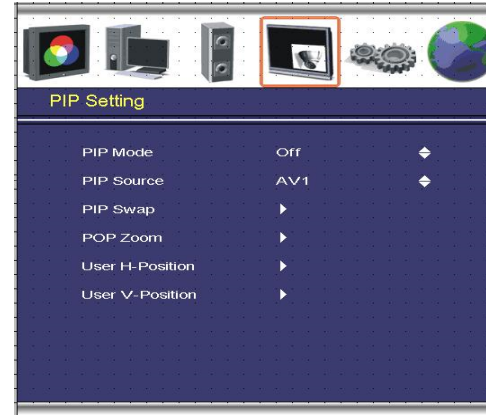 PIP Setting
PIP Mode Off
PIP Source AV1
PIP Swap
POP Zoom
User H-Position
User V-Position